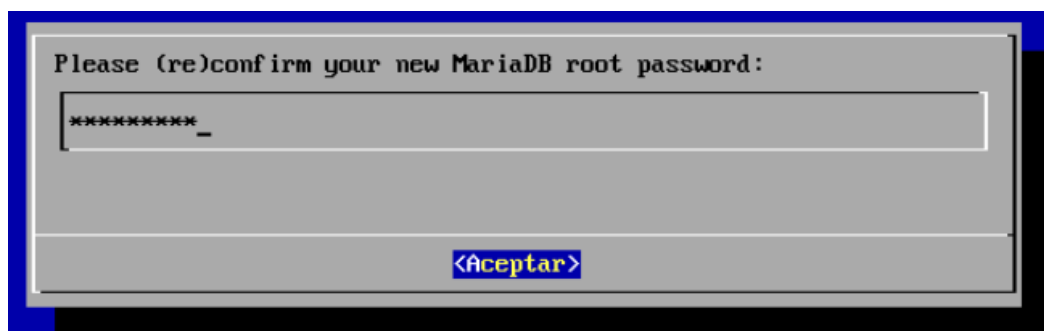 Please (re)confirm your new MariaDB root password:
*********_
<Aceptar>